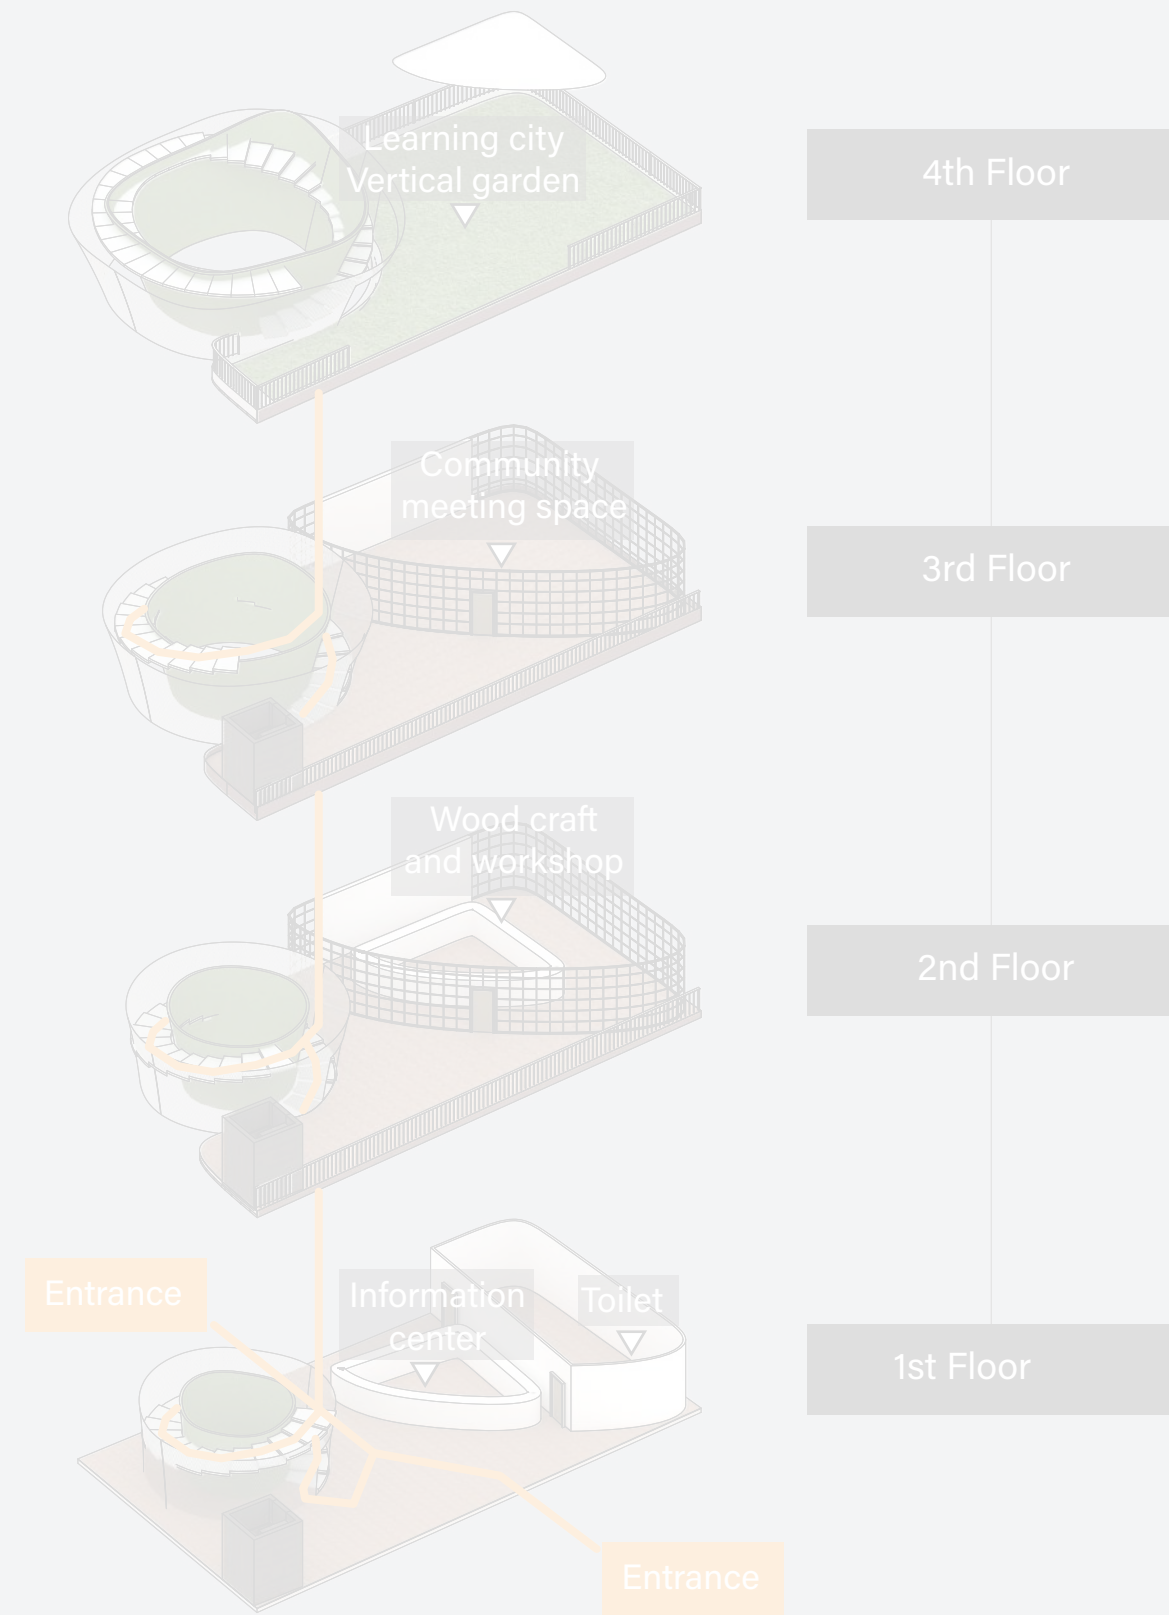 Learning city
Vertical garden
4th Floor
Community
meeting space
3rd Floor
Wood craft
and workshop
2nd Floor
Entrance
Information
center
Toilet
1st Floor
Entrance